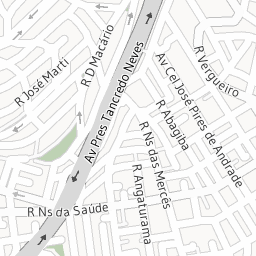 R José Martí
R D Macário
Av Pres Tancredo Neves
R Vergueiro
Av Cel José Pires de Andrade
R Abagiba
R Ns das Mercês
R Angaturama
R Ns da Saúde